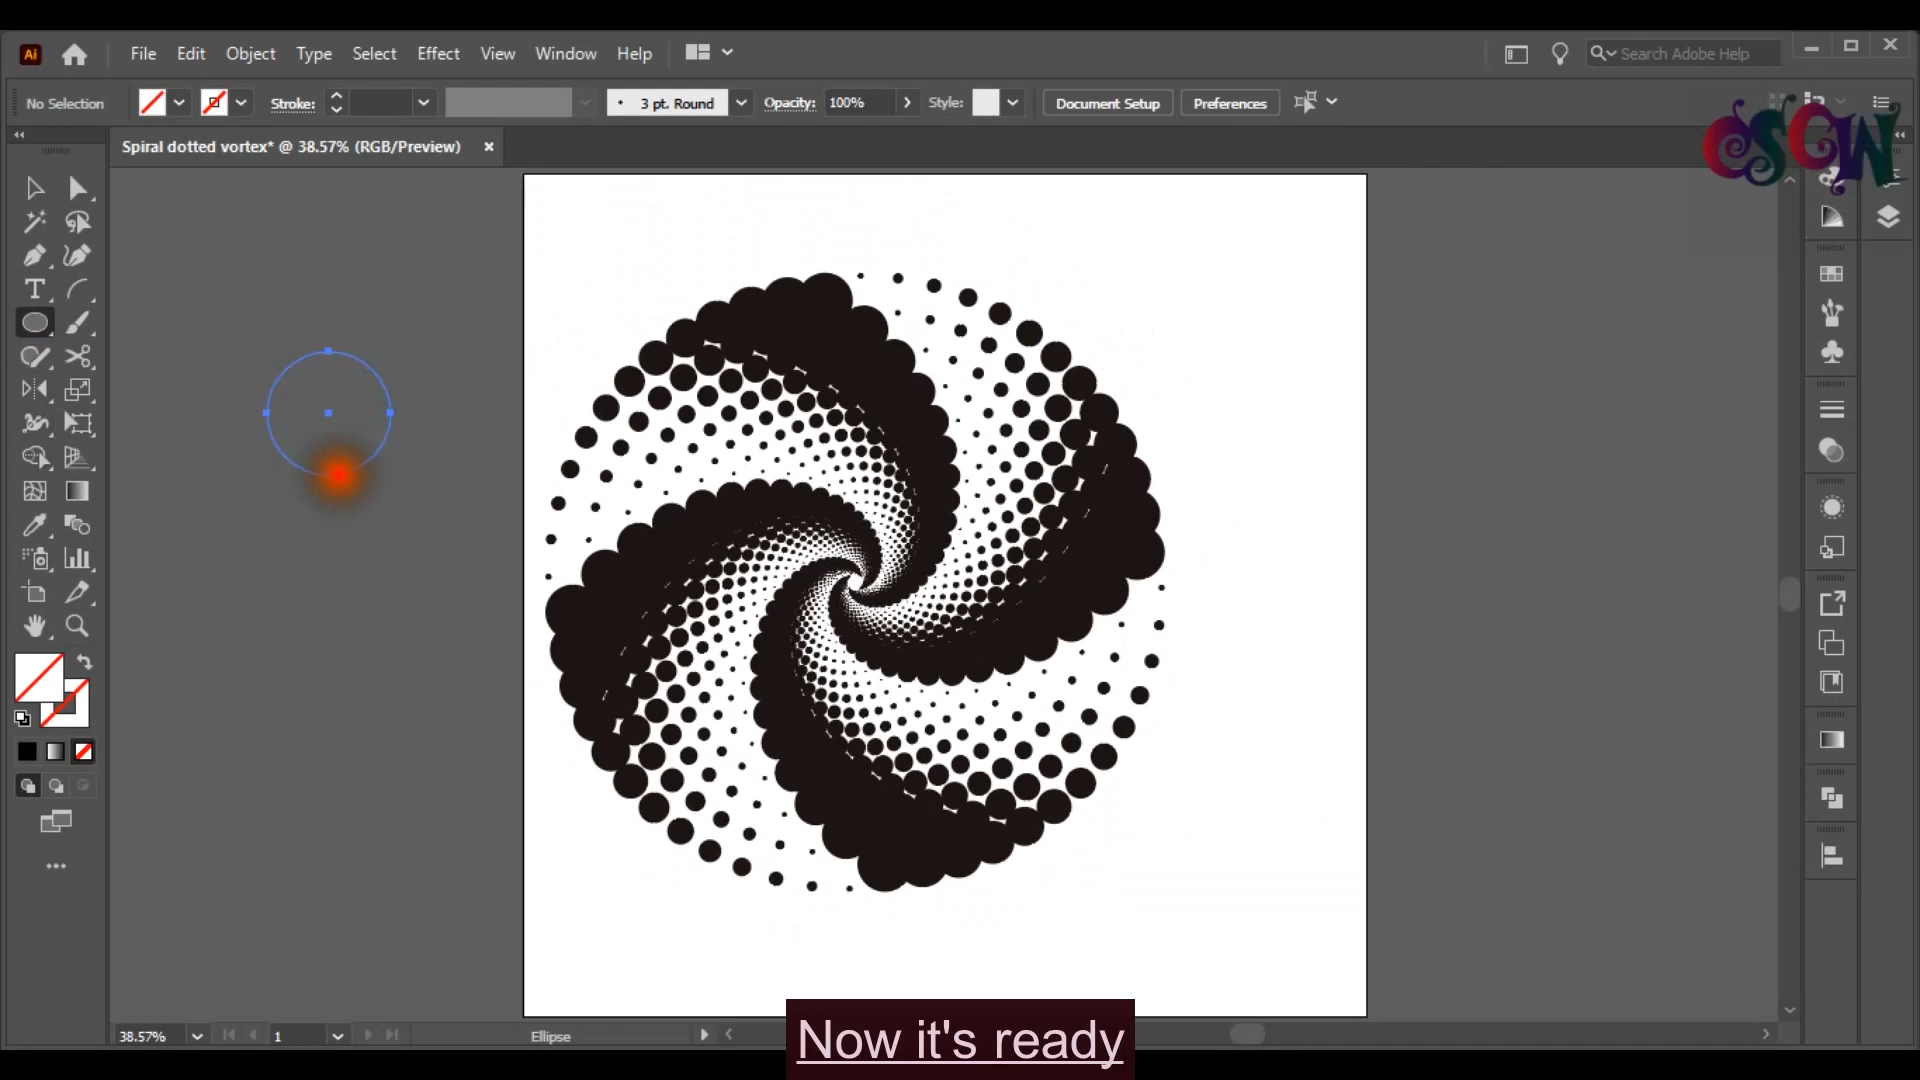 Ai File Edit Object Type Select Effect View Window Help Search Adobe Help
No Selection Stroke: 3 pt. Round Opacity: 100% Style: Document Setup Preferences
CSGW
Spiral dotted vortex* @ 38.57% (RGB/Preview)
38.57% 1 Ellipse
Now it's ready